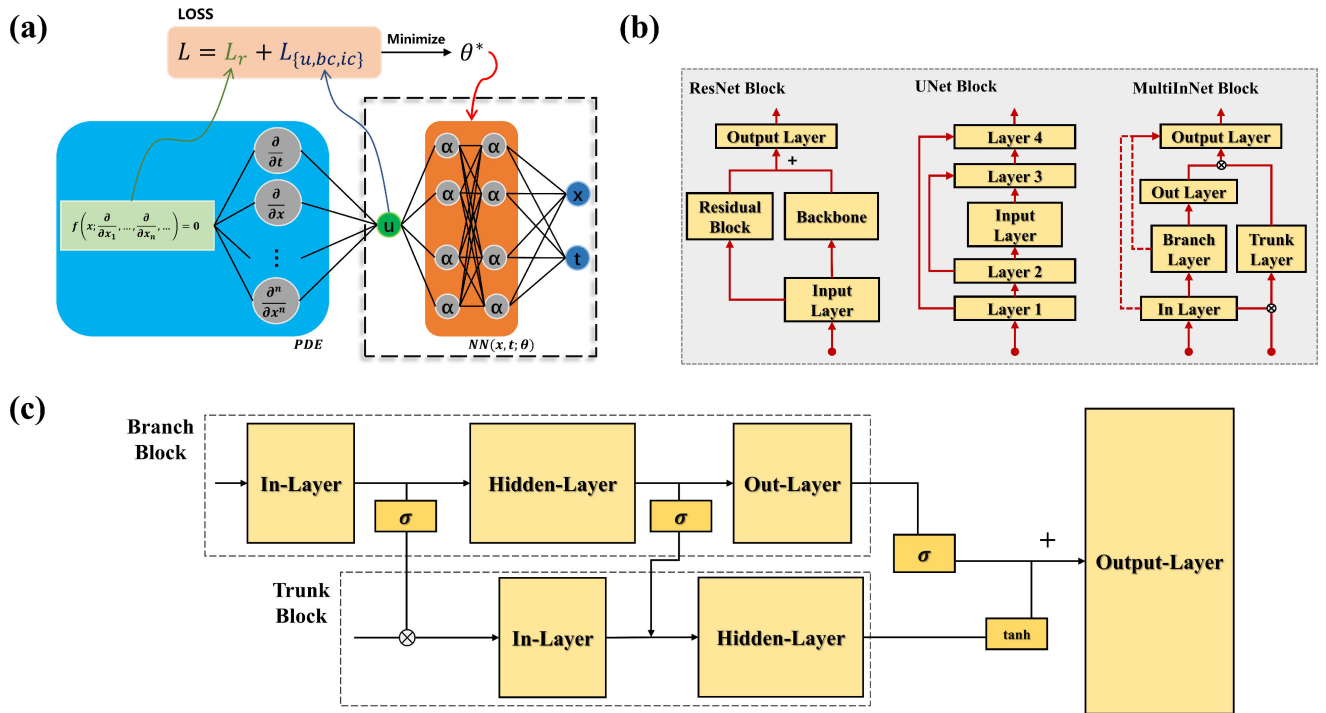 (a)
LOSS
L = L_r + L_{u,bc,ic}
Minimize
θ*
∂/∂t
∂/∂x
⋮
∂ⁿ/∂xⁿ
f(x; ∂/∂x₁, ..., ∂/∂xₙ, ...) = 0
PDE
u
α α
α α
α α
α α
x
t
NN(x, t; θ)
(b)
ResNet Block
Output Layer
+
Residual
Block
Backbone
Input
Layer
UNet Block
Layer 4
Layer 3
Input
Layer
Layer 2
Layer 1
MultiInNet Block
Output Layer
⊗
Out Layer
Branch
Layer
Trunk
Layer
In Layer
⊗
(c)
Branch
Block
In-Layer
σ
Hidden-Layer
σ
Out-Layer
σ
Trunk
Block
⊗
In-Layer
Hidden-Layer
tanh
+
Output-Layer